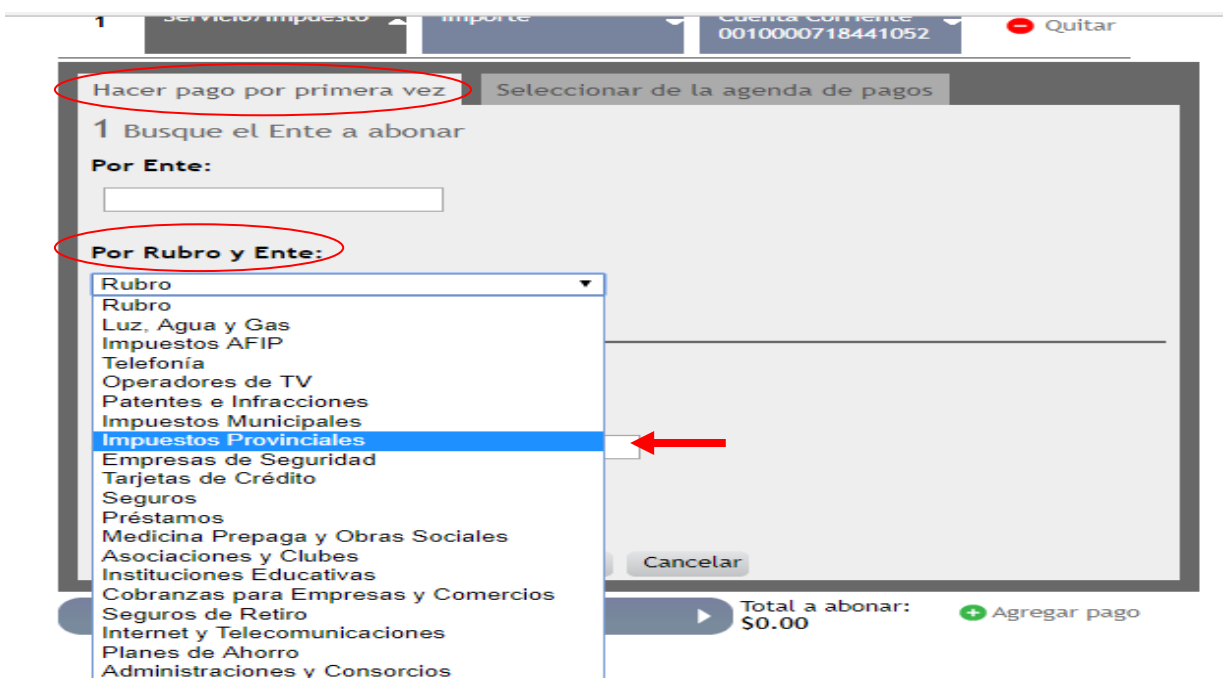 1 Servicio/Impuesto Importe Cuenta Corriente
0010000718441052 Quitar
Hacer pago por primera vez Seleccionar de la agenda de pagos
1 Busque el Ente a abonar
Por Ente:
Por Rubro y Ente:
Rubro
Rubro
Luz, Agua y Gas
Impuestos AFIP
Telefonía
Operadores de TV
Patentes e Infracciones
Impuestos Municipales
Impuestos Provinciales
Empresas de Seguridad
Tarjetas de Crédito
Seguros
Préstamos
Medicina Prepaga y Obras Sociales
Asociaciones y Clubes
Instituciones Educativas
Cancelar
Cobranzas para Empresas y Comercios
Seguros de Retiro
Internet y Telecomunicaciones
Planes de Ahorro
Administraciones y Consorcios
Total a abonar:
$0.00
Agregar pago